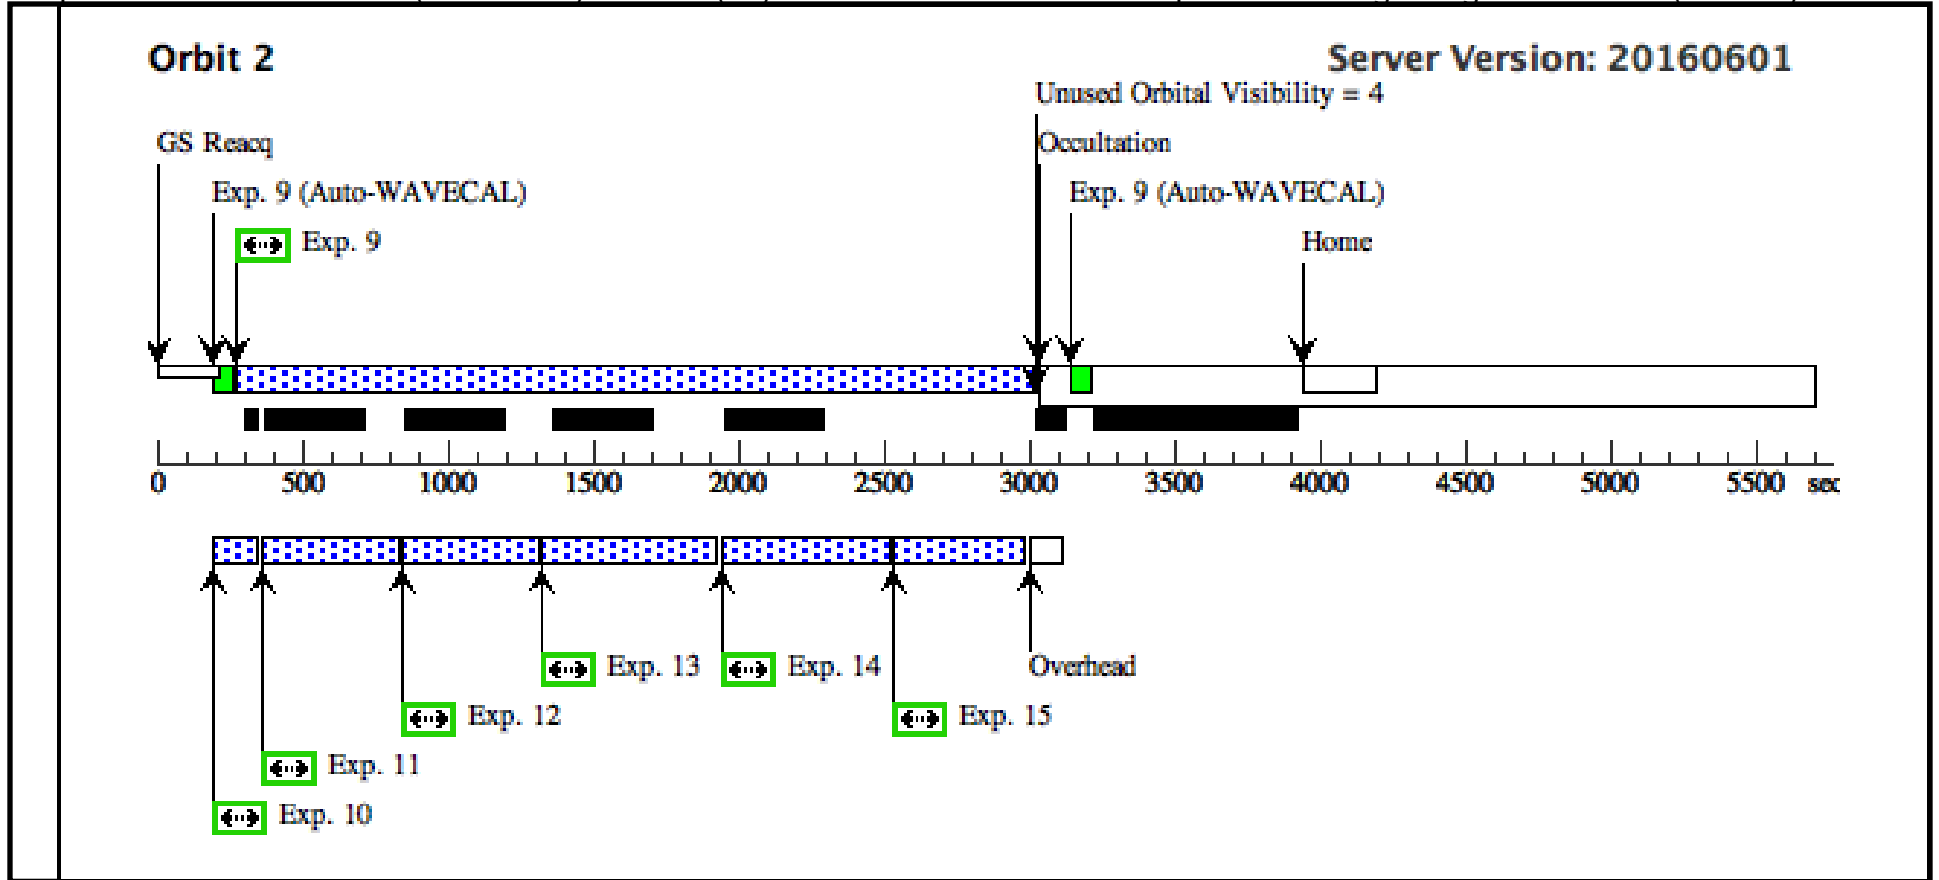 Orbit 2
Server Version: 20160601
Unused Orbital Visibility = 4
GS Reacq
Occultation
Exp. 9 (Auto-WAVECAL)
Exp. 9 (Auto-WAVECAL)
Exp. 9
Home
0 500 1000 1500 2000 2500 3000 3500 4000 4500 5000 5500 sec
Exp. 13
Exp. 14
Overhead
Exp. 12
Exp. 15
Exp. 11
Exp. 10